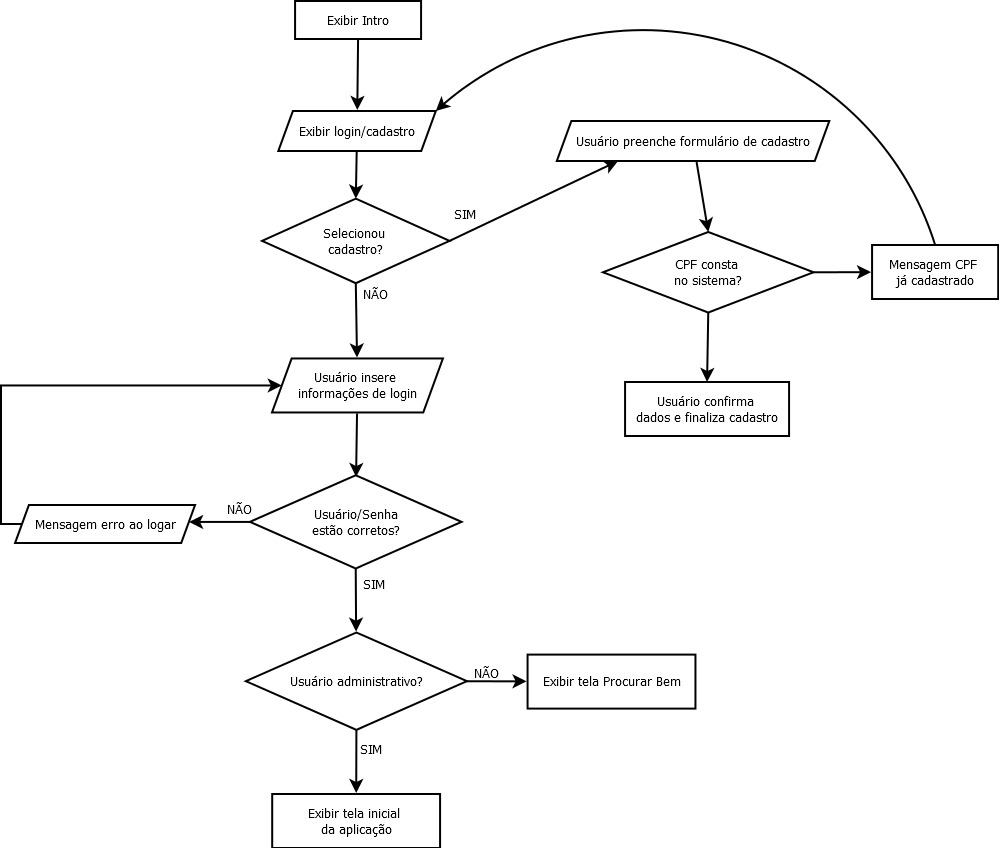 Exibir Intro
Exibir login/cadastro
Usuário preenche formulário de cadastro
SIM
Selecionou
cadastro?
CPF consta
no sistema?
Mensagem CPF
já cadastrado
NÃO
Usuário insere
informações de login
Usuário confirma
dados e finaliza cadastro
NÃO
Mensagem erro ao logar
Usuário/Senha
estão corretos?
SIM
Usuário administrativo?
NÃO
Exibir tela Procurar Bem
SIM
Exibir tela inicial
da aplicação